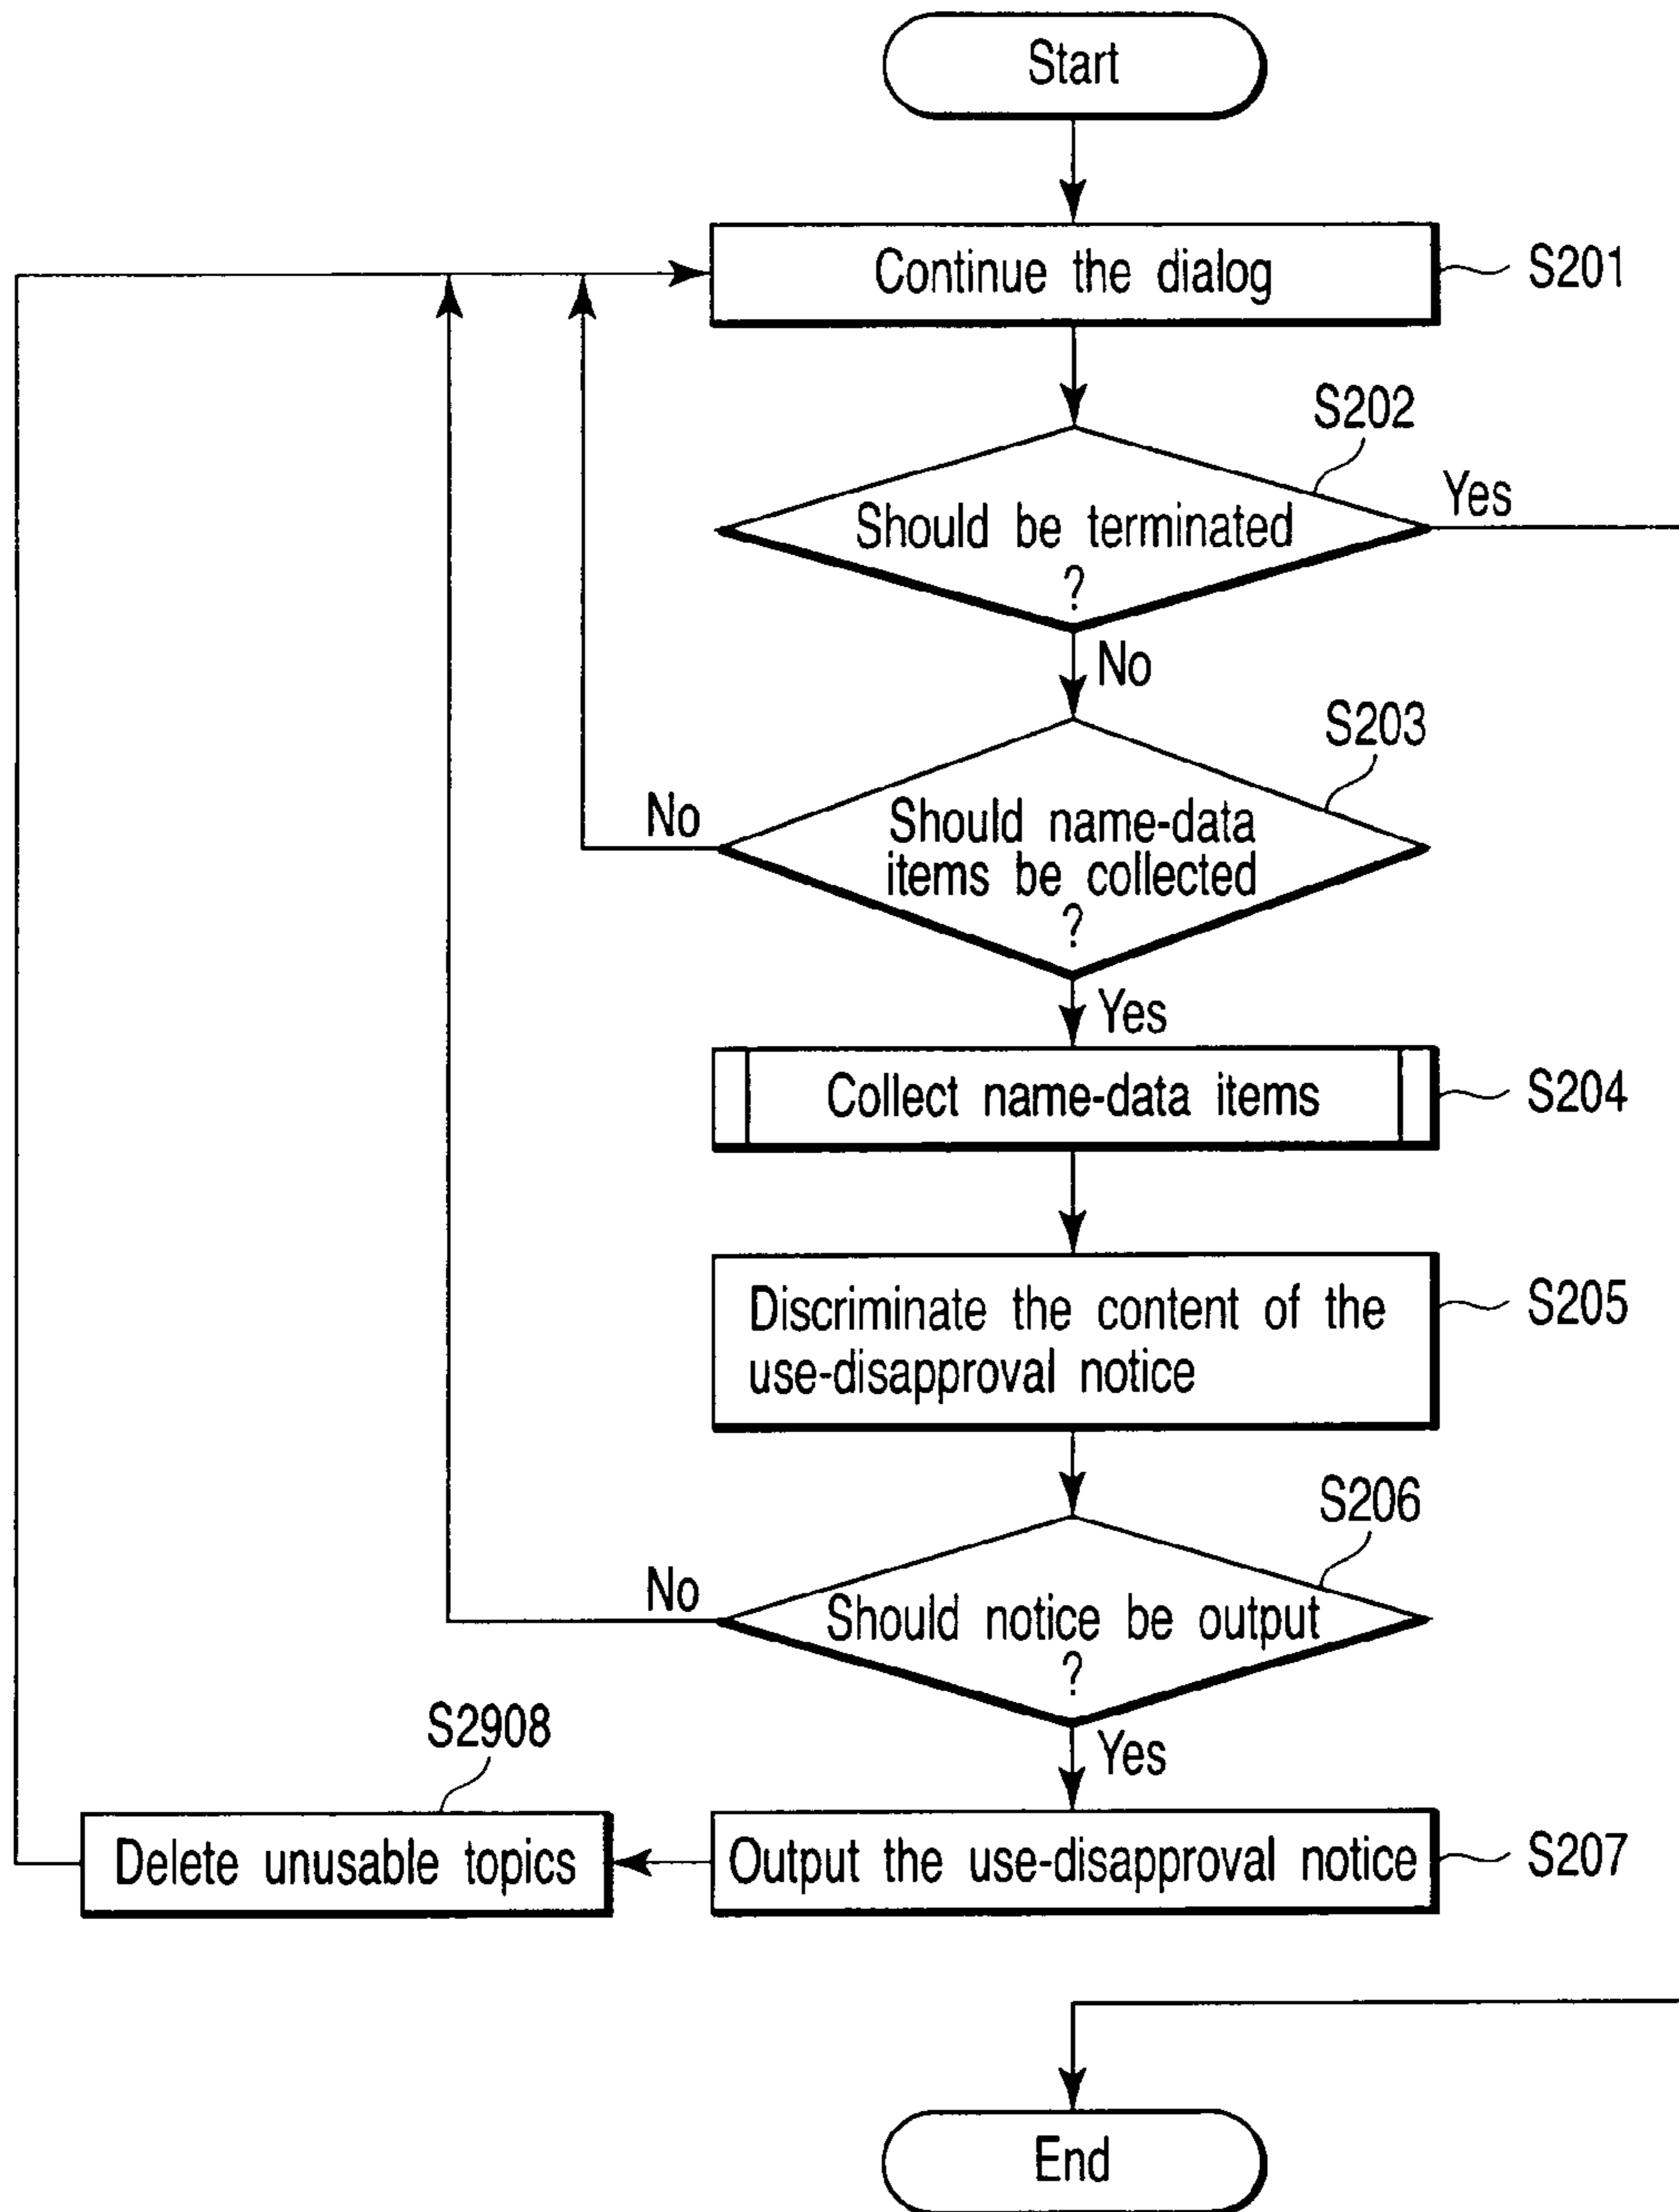 Start
Continue the dialog
S201
S202
Should be terminated
?
Yes
No
S203
Should name-data
items be collected
?
No
Yes
Collect name-data items
S204
Discriminate the content of the
use-disapproval notice
S205
S206
Should notice be output
?
No
Yes
S2908
Delete unusable topics
Output the use-disapproval notice
S207
End